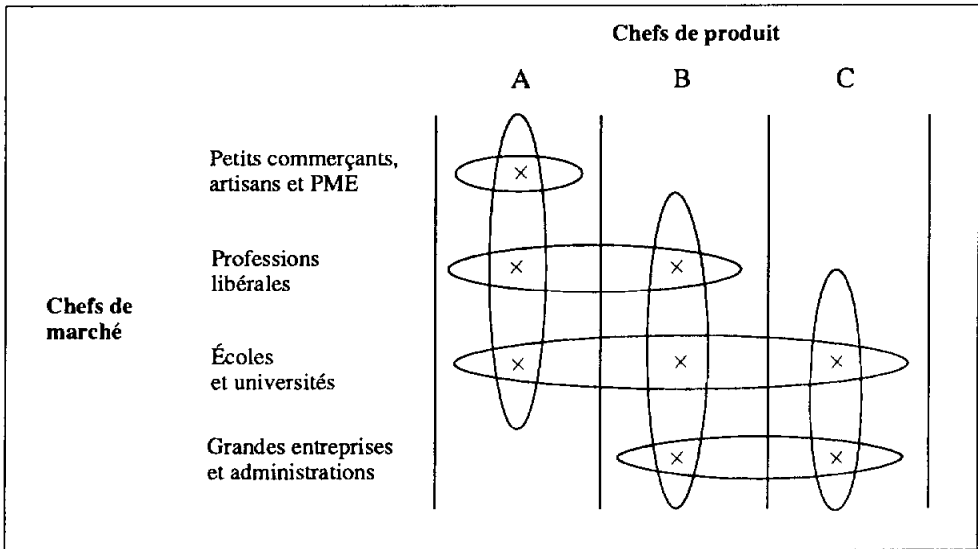 Chefs de produit
A B C
Petits commerçants,
artisans et PME
Professions
libérales
Chefs de
marché
Écoles
et universités
Grandes entreprises
et administrations